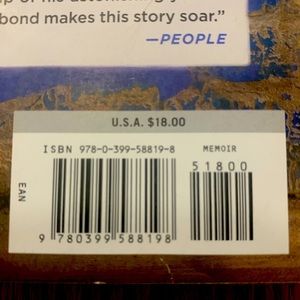 bond makes this story soar.”
—PEOPLE
U.S.A. $18.00
ISBN 978-0-399-58819-8 MEMOIR
51800
EAN
9 780399 588198